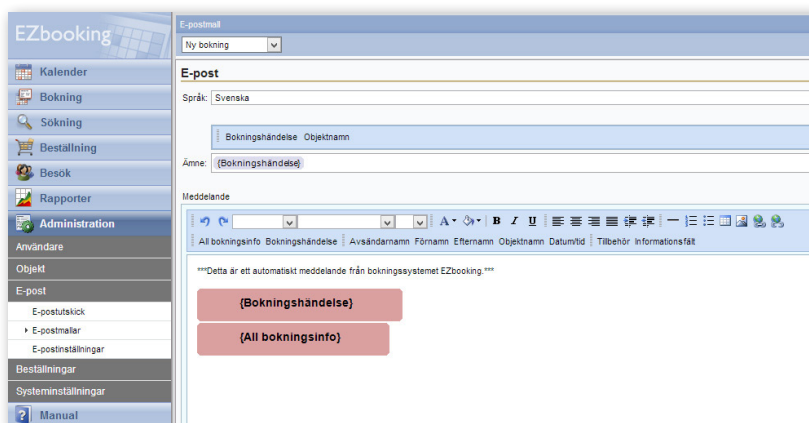 EZbooking
Kalender
Bokning
Sökning
Beställning
Besök
Rapporter
Administration
Användare
Objekt
E-post
E-postutskick
E-postmallar
E-postinställningar
Beställningar
Systeminställningar
Manual
E-postmall
Ny bokning
E-post
Språk: Svenska
Bokningshändelse Objektnamn
Ämne: {Bokningshändelse}
Meddelande
A B I U
All bokningsinfo Bokningshändelse Avsändarnamn Förnamn Efternamn Objektnamn Datum/tid Tillbehör Informationsfält
***Detta är ett automatiskt meddelande från bokningssystemet EZbooking.***
{Bokningshändelse}
{All bokningsinfo}